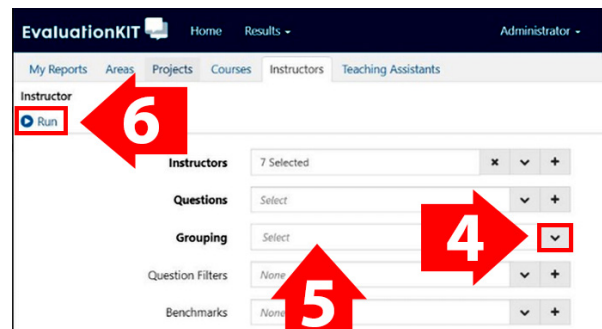 EvaluationKIT Home Results Administrator
My Reports Areas Projects Courses Instructors Teaching Assistants
Instructor
Run
6
Instructors 7 Selected
Questions Select
Grouping Select
4
Question Filters None
5
Benchmarks None